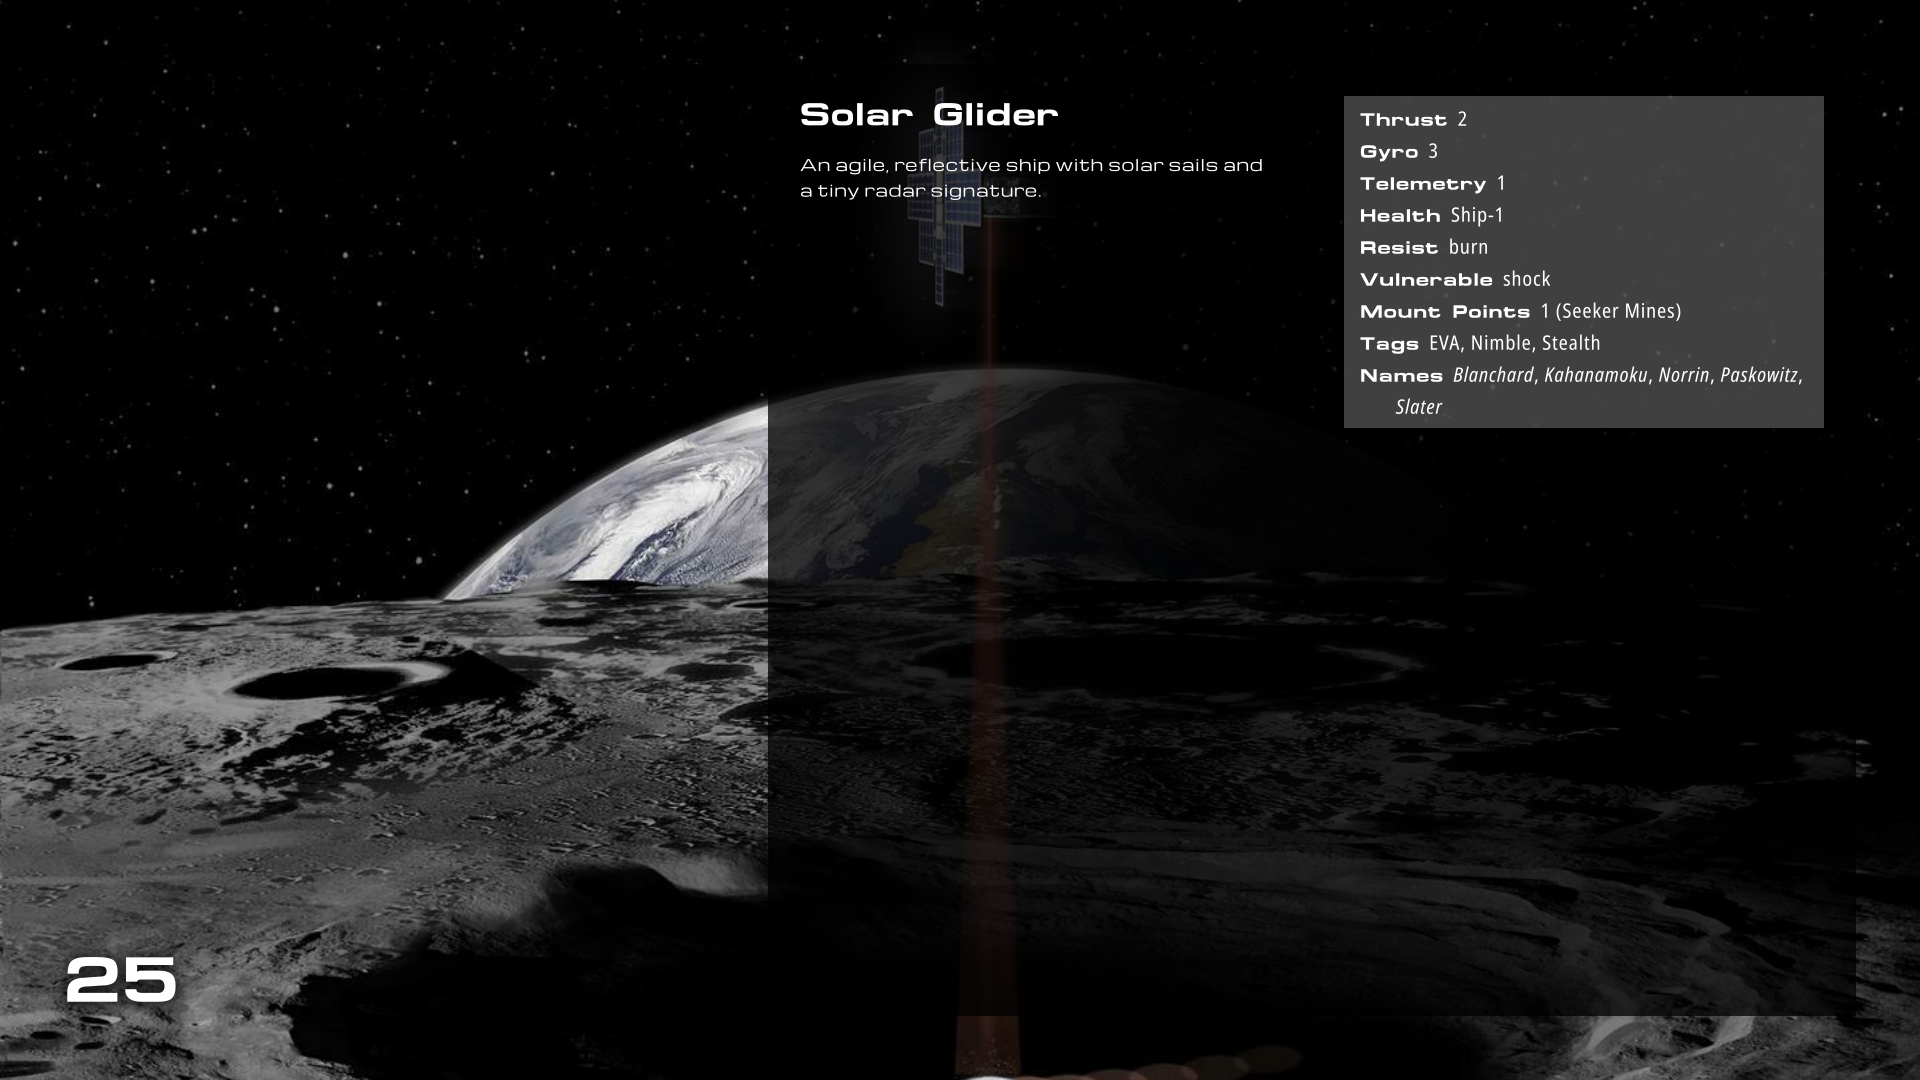 Solar Glider
An agile, reflective ship with solar sails and
a tiny radar signature.
Thrust 2
Gyro 3
Telemetry 1
Health Ship-1
Resist burn
Vulnerable shock
Mount Points 1 (Seeker Mines)
Tags EVA, Nimble, Stealth
Names Blanchard, Kahanamoku, Norrin, Paskowitz,
Slater
25